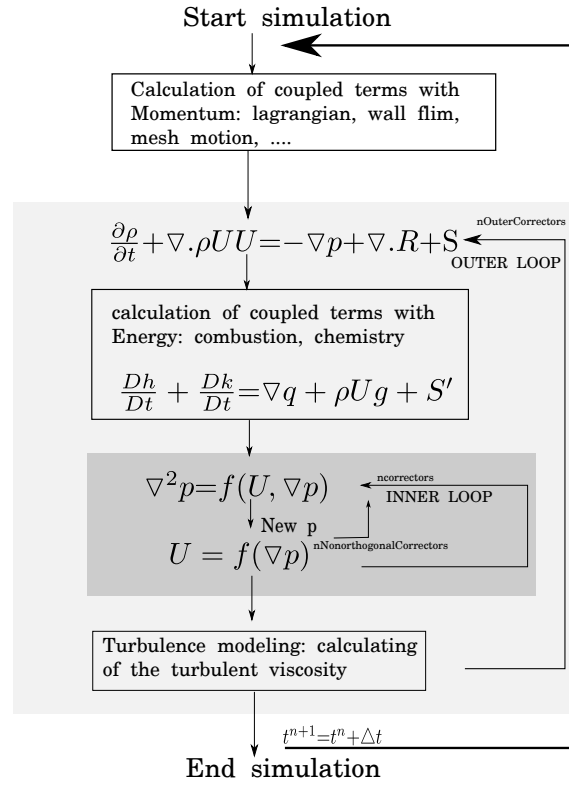 Start simulation
Calculation of coupled terms with
Momentum: lagrangian, wall flim,
mesh motion, ....
nOuterCorrectors
∂ρ/∂t+▽.ρUU=−▽p+▽.R+S
OUTER LOOP
calculation of coupled terms with
Energy: combustion, chemistry
Dh/Dt + Dk/Dt=▽q + ρUg + S′
ncorrectors
▽²p=f(U, ∇p)
INNER LOOP
New p
U = f(▽p)
nNonorthogonalCorrectors
Turbulence modeling: calculating
of the turbulent viscosity
tⁿ⁺¹=tⁿ+△t
End simulation